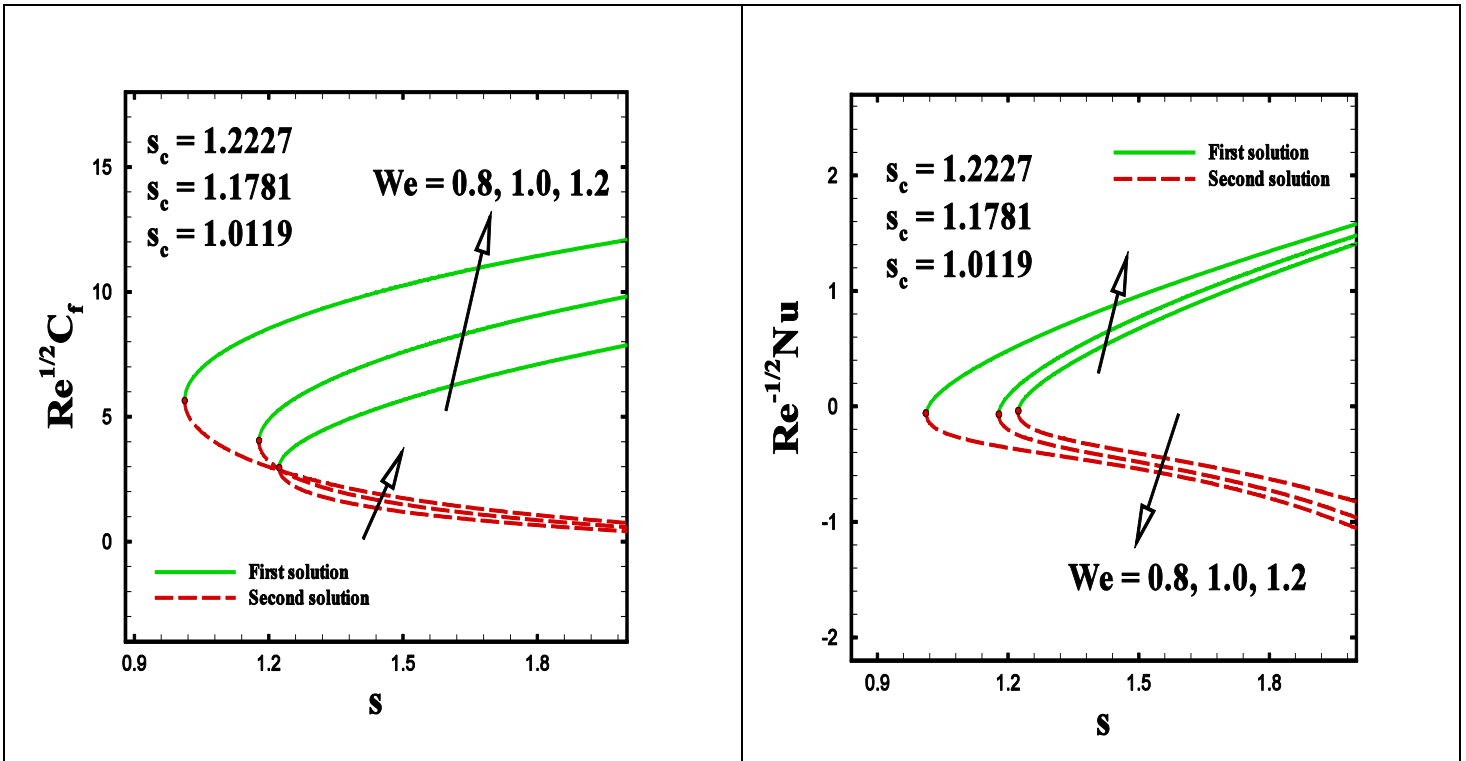 s_c = 1.2227
s_c = 1.1781
s_c = 1.0119
We = 0.8, 1.0, 1.2
Re^{1/2}C_f
15
10
5
0
First solution
Second solution
0.9 1.2 1.5 1.8
s
s_c = 1.2227
s_c = 1.1781
s_c = 1.0119
First solution
Second solution
Re^{-1/2}Nu
2
1
0
-1
-2
We = 0.8, 1.0, 1.2
0.9 1.2 1.5 1.8
s